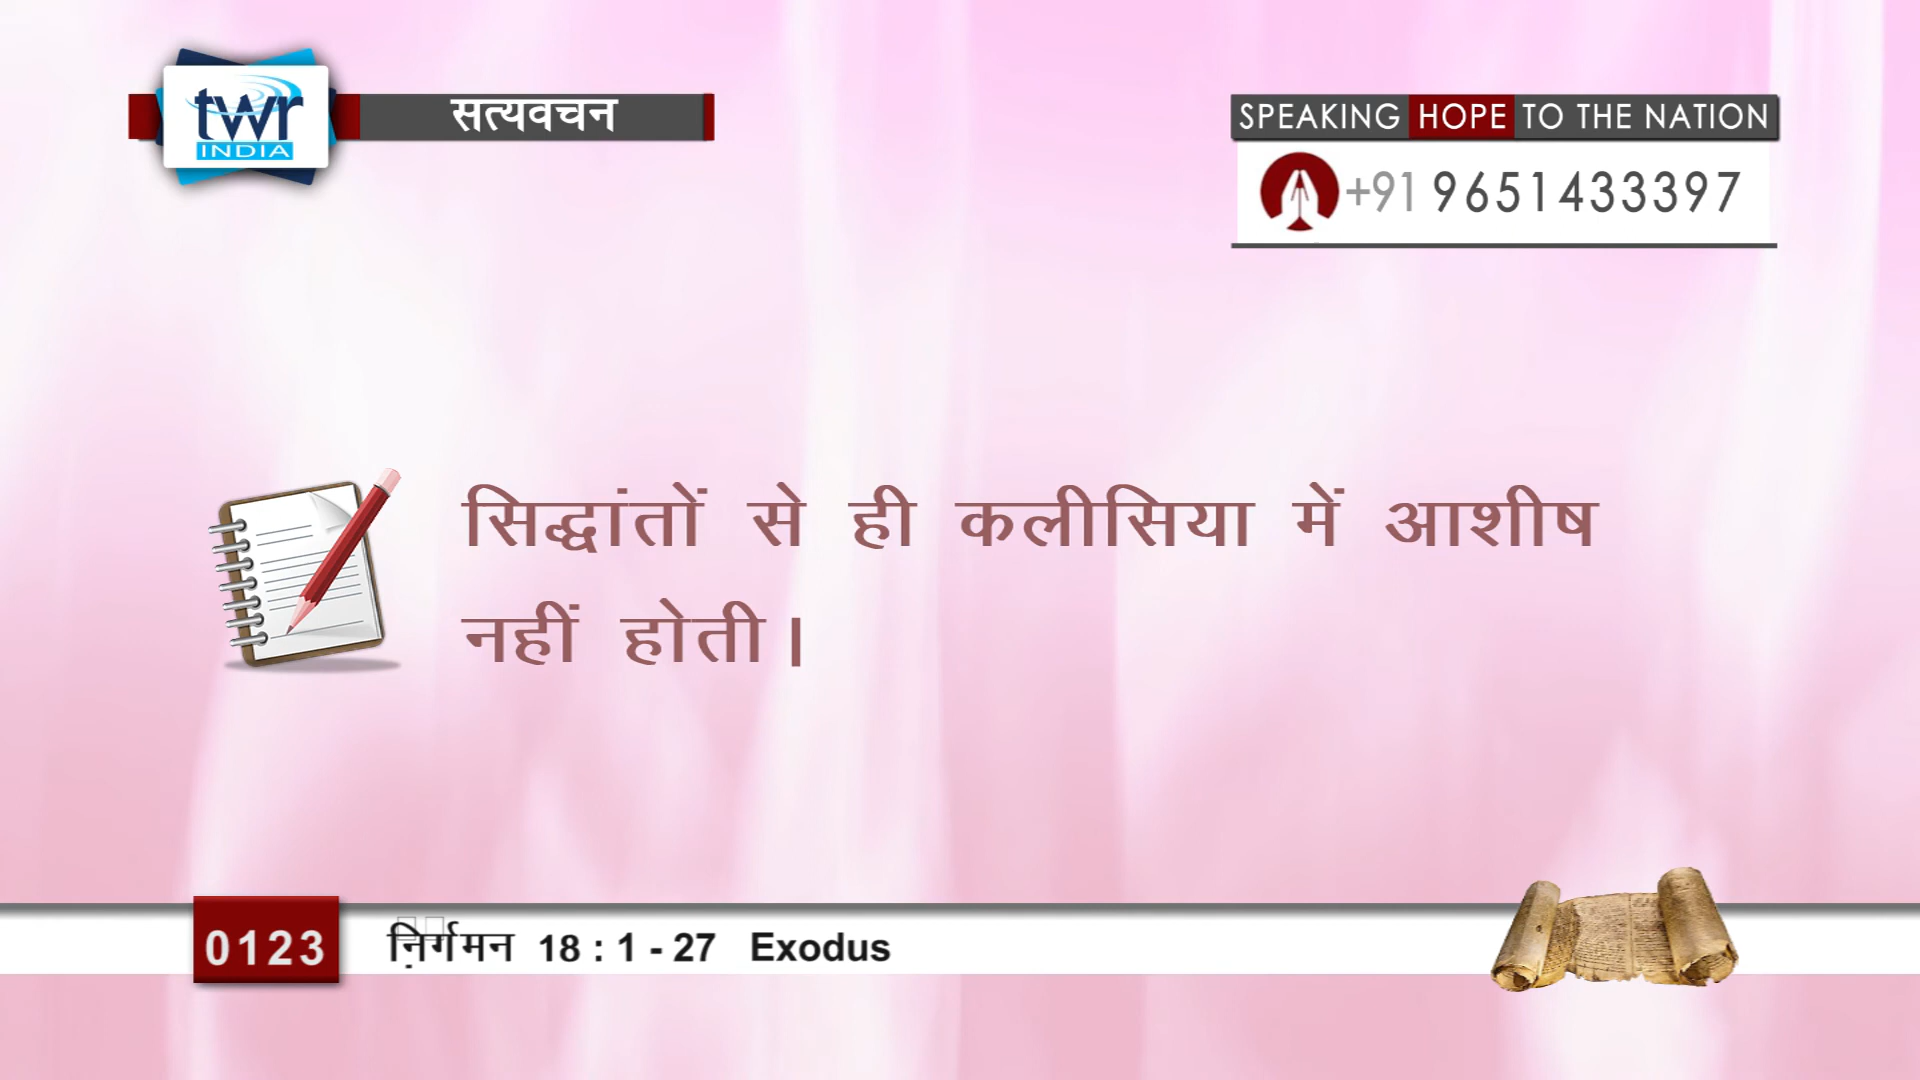 twr
INDIA
सत्यवचन
SPEAKING HOPE TO THE NATION
+91 9651433397
सिद्धांतों से ही कलीसिया में आशीष
नहीं होती।
0123
निर्गमन 18 : 1 - 27 Exodus